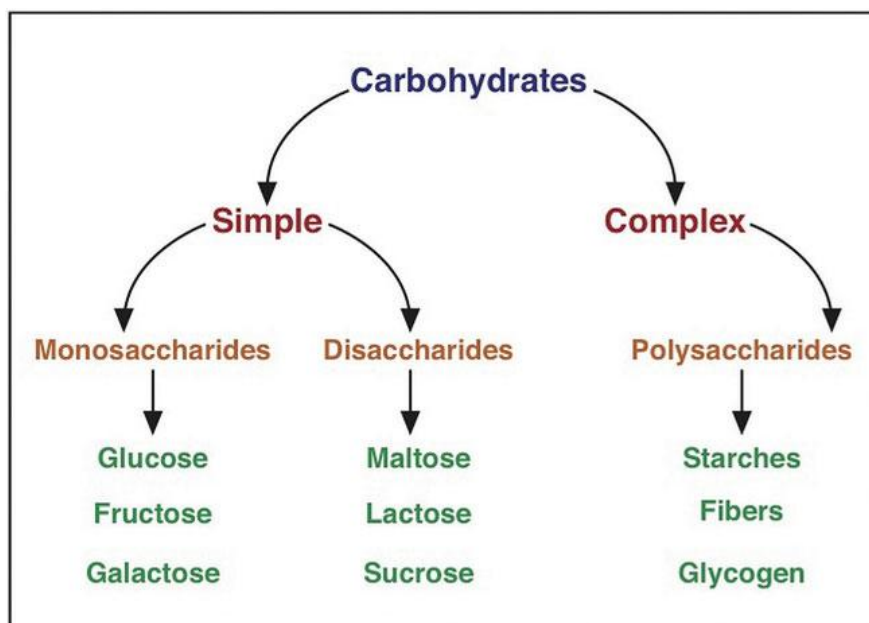 Carbohydrates
Simple Complex
Monosaccharides Disaccharides Polysaccharides
Glucose Maltose Starches
Fructose Lactose Fibers
Galactose Sucrose Glycogen